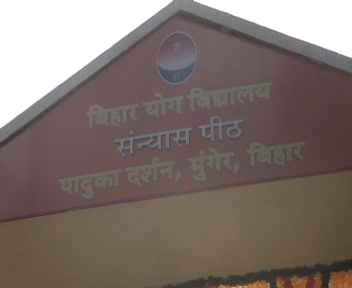 बिहार योग विद्यालय
संन्यास पीठ
पादुका दर्शन, मुंगेर, बिहार